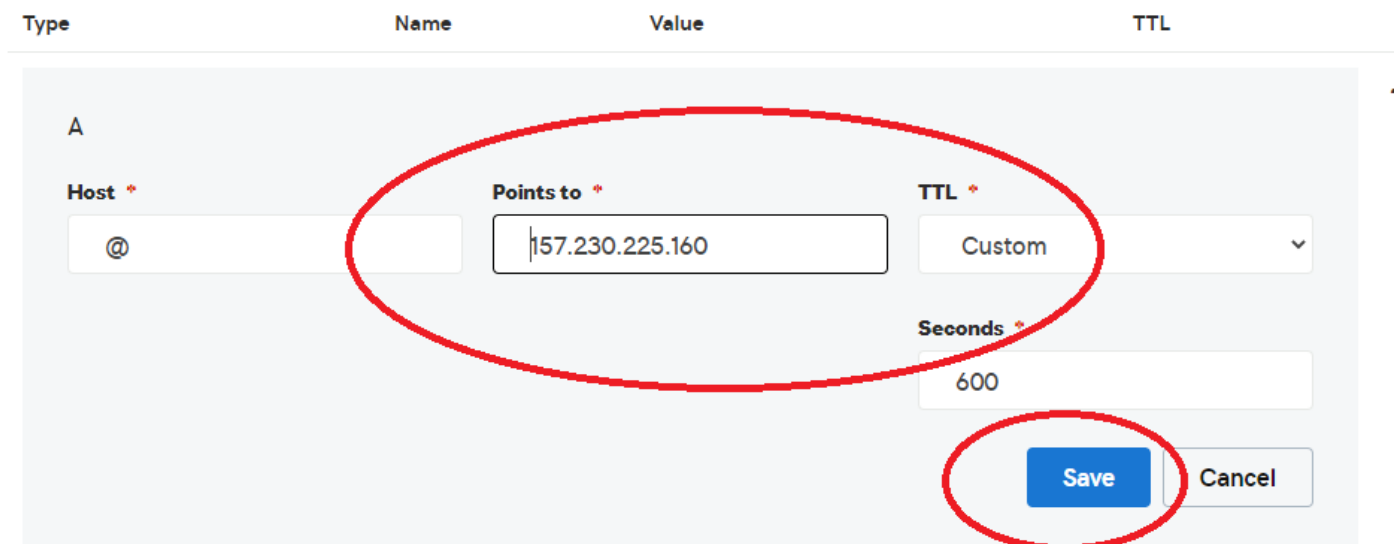 Type Name Value TTL
A
Host * Points to * TTL *
@ 157.230.225.160 Custom
Seconds *
600
Save Cancel